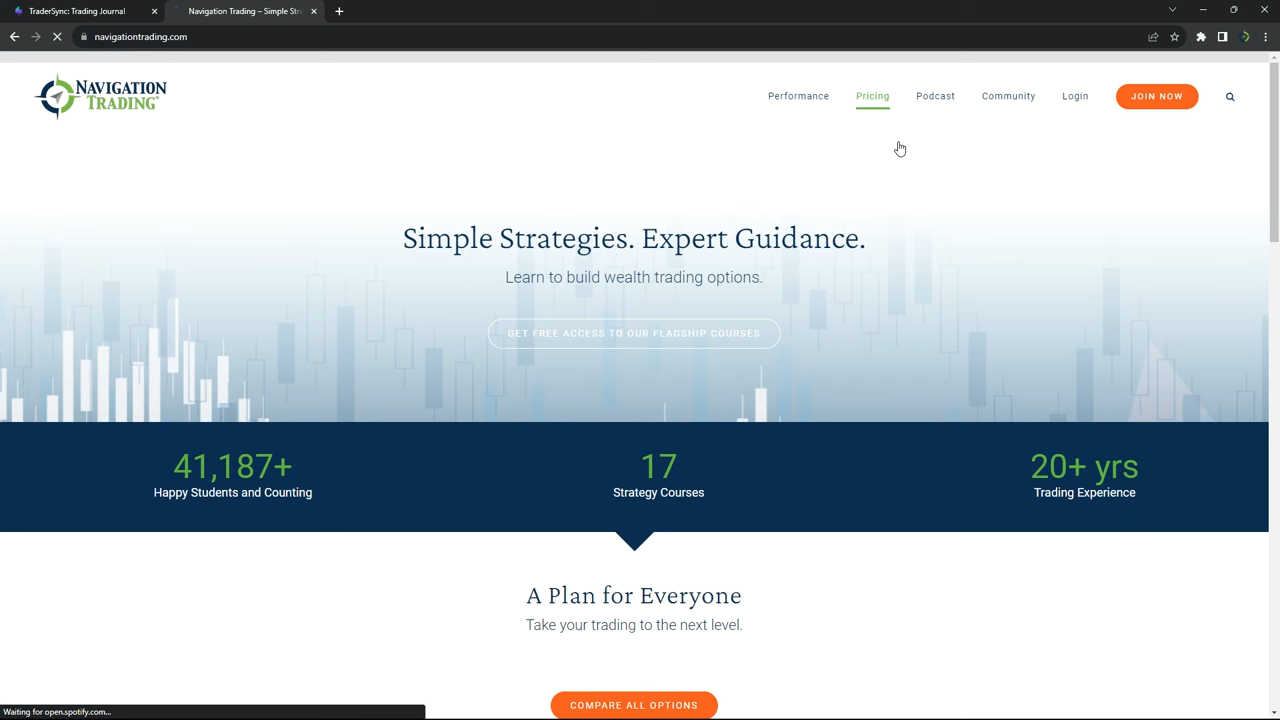 TraderSync: Trading Journal
Navigation Trading – Simple Str
navigationtrading.com
NAVIGATION
TRADING
Performance
Pricing
Podcast
Community
Login
JOIN NOW
Simple Strategies. Expert Guidance.
Learn to build wealth trading options.
GET FREE ACCESS TO OUR FLAGSHIP COURSES
41,187+
Happy Students and Counting
17
Strategy Courses
20+ yrs
Trading Experience
A Plan for Everyone
Take your trading to the next level.
COMPARE ALL OPTIONS
Waiting for open.spotify.com...